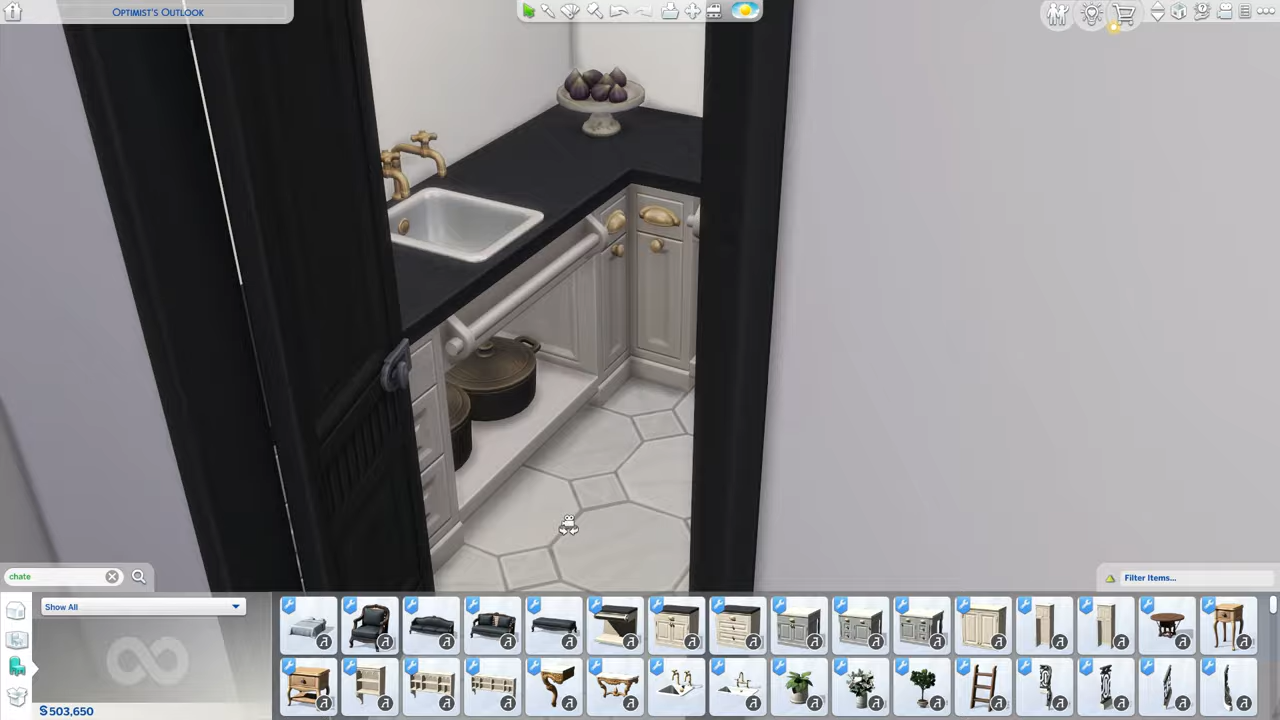 OPTIMIST'S OUTLOOK
chate
Filter Items...
Show All
§503,650